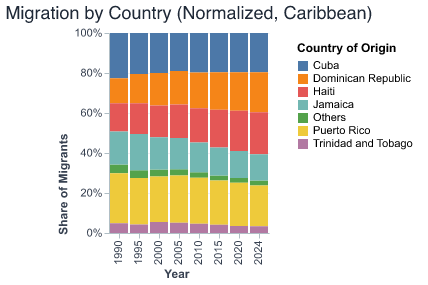 Migration by Country (Normalized, Caribbean)
100%
80%
60%
40%
20%
0%
Share of Migrants
1990
1995
2000
2005
2010
2015
2020
2024
Year
Country of Origin
Cuba
Dominican Republic
Haiti
Jamaica
Others
Puerto Rico
Trinidad and Tobago